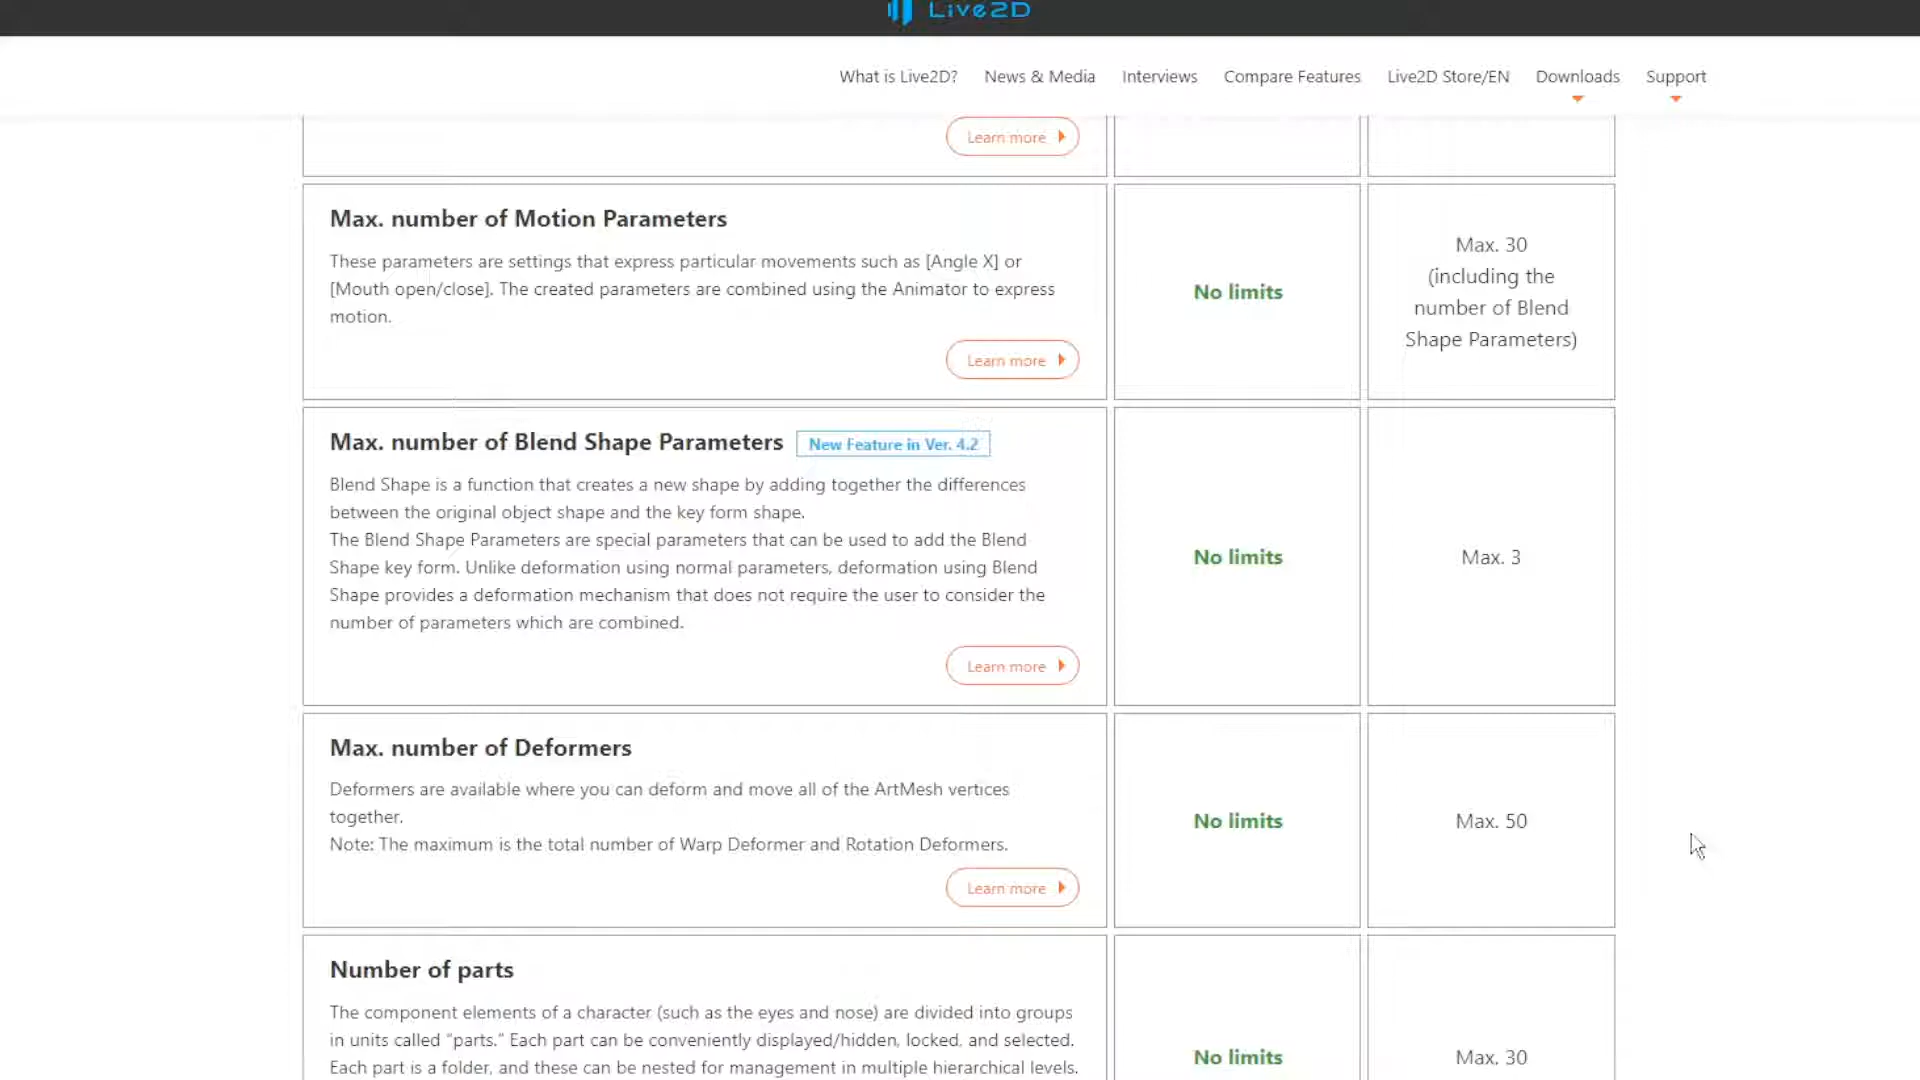 Live2D
What is Live2D? News & Media Interviews Compare Features Live2D Store/EN Downloads Support
Learn more
Max. number of Motion Parameters
These parameters are settings that express particular movements such as [Angle X] or
[Mouth open/close]. The created parameters are combined using the Animator to express
motion.
Learn more
No limits
Max. 30
(including the
number of Blend
Shape Parameters)
Max. number of Blend Shape Parameters New Feature in Ver. 4.2
Blend Shape is a function that creates a new shape by adding together the differences
between the original object shape and the key form shape.
The Blend Shape Parameters are special parameters that can be used to add the Blend
Shape key form. Unlike deformation using normal parameters, deformation using Blend
Shape provides a deformation mechanism that does not require the user to consider the
number of parameters which are combined.
Learn more
No limits
Max. 3
Max. number of Deformers
Deformers are available where you can deform and move all of the ArtMesh vertices
together.
Note: The maximum is the total number of Warp Deformer and Rotation Deformers.
Learn more
No limits
Max. 50
Number of parts
The component elements of a character (such as the eyes and nose) are divided into groups
in units called "parts." Each part can be conveniently displayed/hidden, locked, and selected.
Each part is a folder, and these can be nested for management in multiple hierarchical levels.
No limits
Max. 30